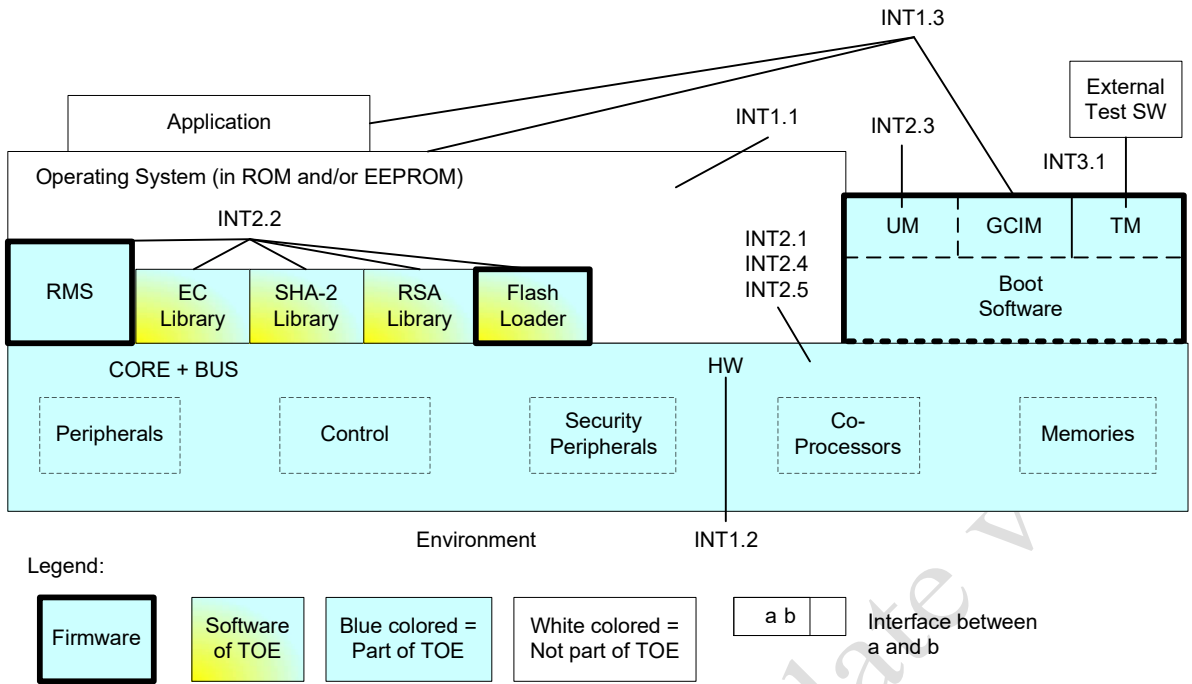 INT1.3
External
Test SW
Application
INT1.1
INT2.3
INT3.1
Operating System (in ROM and/or EEPROM)
INT2.2
UM
GCIM
TM
INT2.1
INT2.4
INT2.5
RMS
EC
Library
SHA-2
Library
RSA
Library
Flash
Loader
Boot
Software
CORE + BUS
HW
Peripherals
Control
Security
Peripherals
Co-
Processors
Memories
Environment
INT1.2
Legend:
Firmware
Software
of TOE
Blue colored =
Part of TOE
White colored =
Not part of TOE
a b
Interface between
a and b